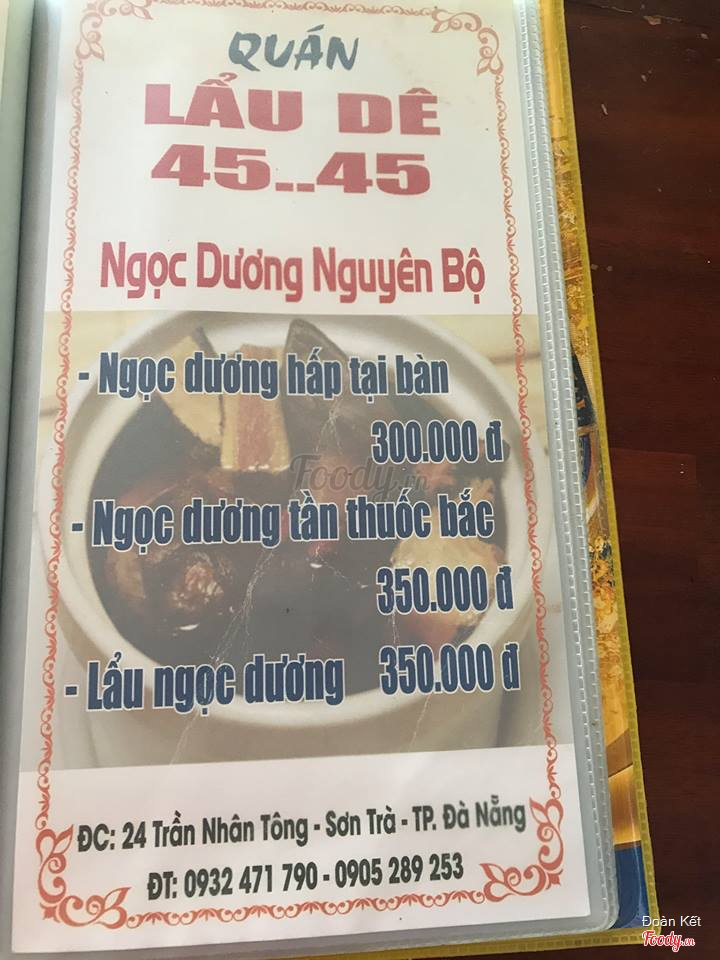 QUÁN
LẨU DÊ
45..45
Ngọc Dương Nguyên Bộ
- Ngọc dương hấp tại bàn
300.000 đ
Foody.vn
- Ngọc dương tần thuốc bắc
350.000 đ
- Lẩu ngọc dương 350.000 đ
ĐC: 24 Trần Nhân Tông - Sơn Trà - TP. Đà Nẵng
ĐT: 0932 471 790 - 0905 289 253
Đoàn Kết
Foody.vn